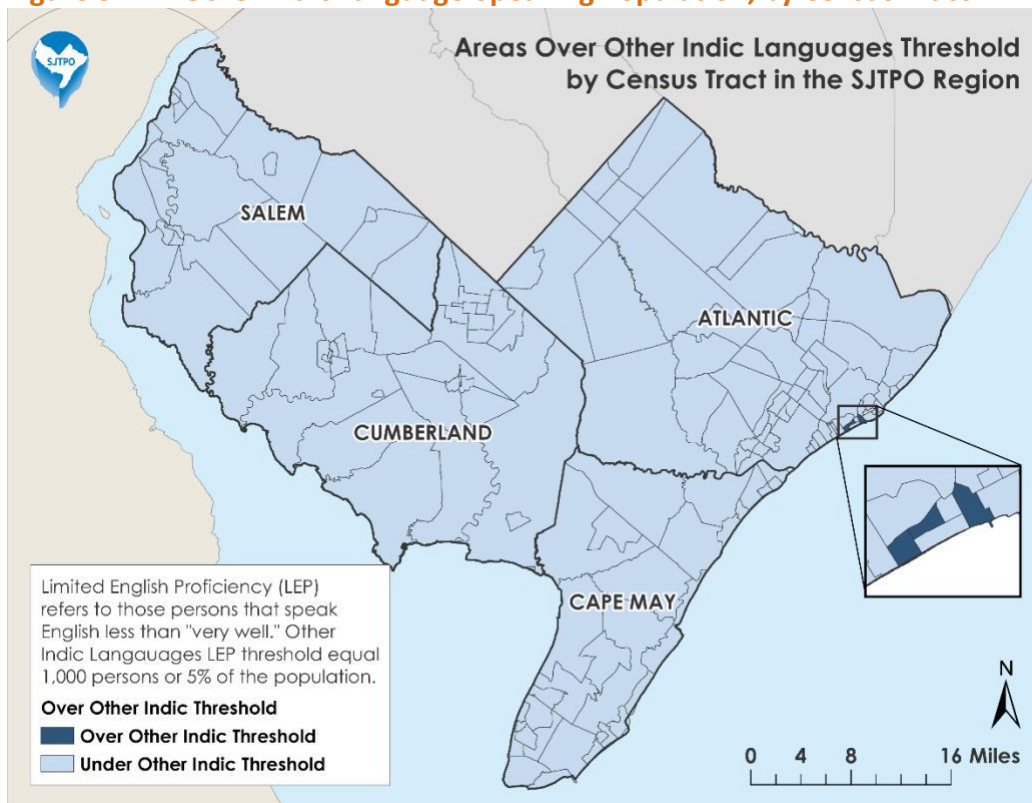 Areas Over Other Indic Languages Threshold
by Census Tract in the SJTPO Region
SJTPO
SALEM
ATLANTIC
CUMBERLAND
CAPE MAY
Limited English Proficiency (LEP)
refers to those persons that speak
English less than "very well." Other
Indic Langauages LEP threshold equal
1,000 persons or 5% of the population.
Over Other Indic Threshold
Over Other Indic Threshold
Under Other Indic Threshold
N
0 4 8 16 Miles